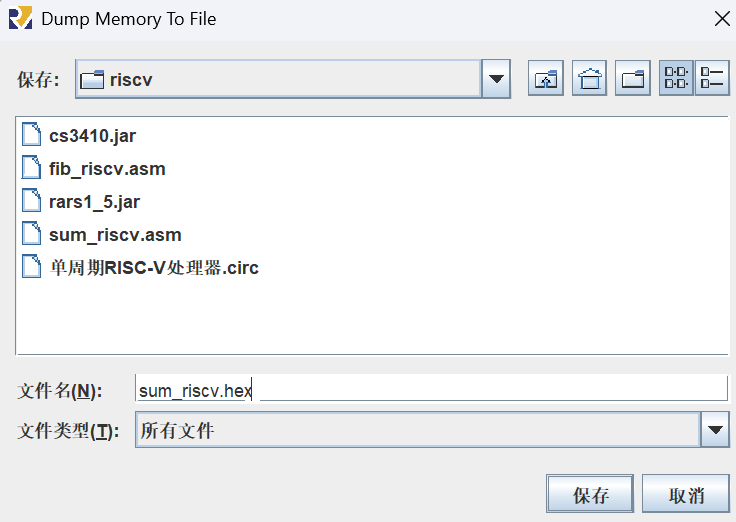 Dump Memory To File
保存: riscv
cs3410.jar
fib_riscv.asm
rars1_5.jar
sum_riscv.asm
单周期RISC-V处理器.circ
文件名(N): sum_riscv.hex
文件类型(T): 所有文件
保存 取消